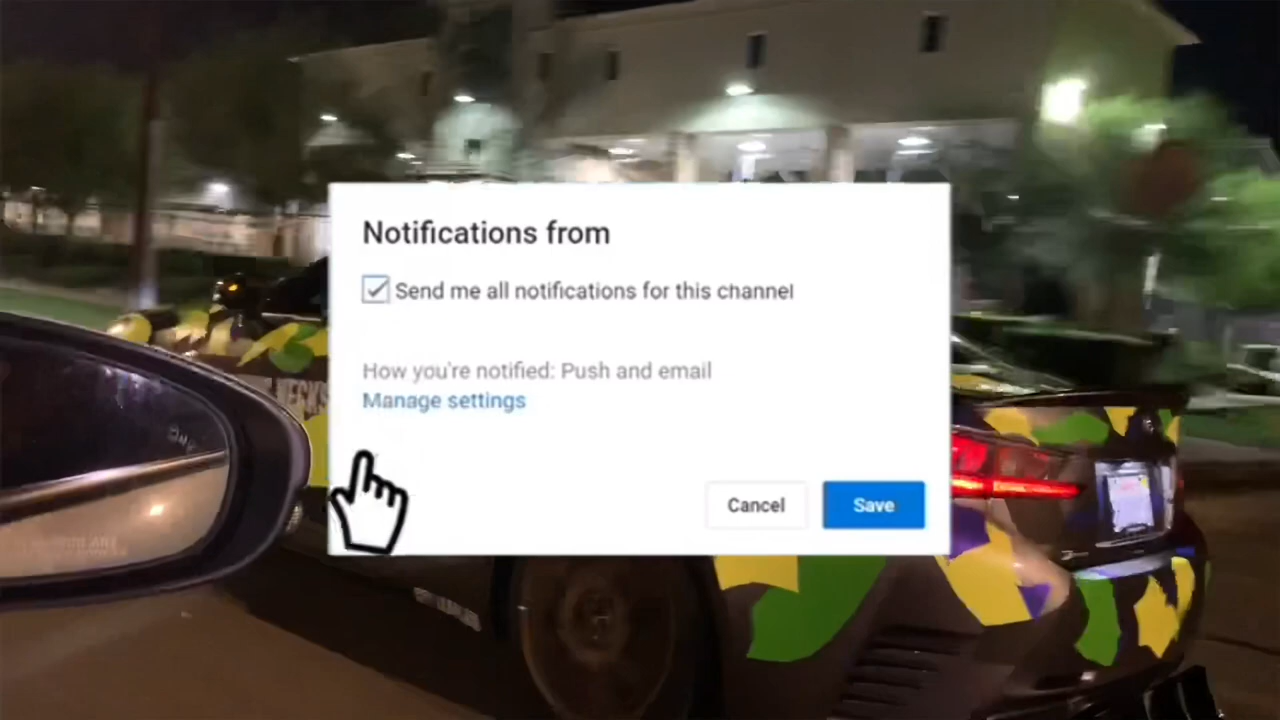 Notifications from
Send me all notifications for this channel
How you're notified: Push and email
Manage settings
Cancel
Save